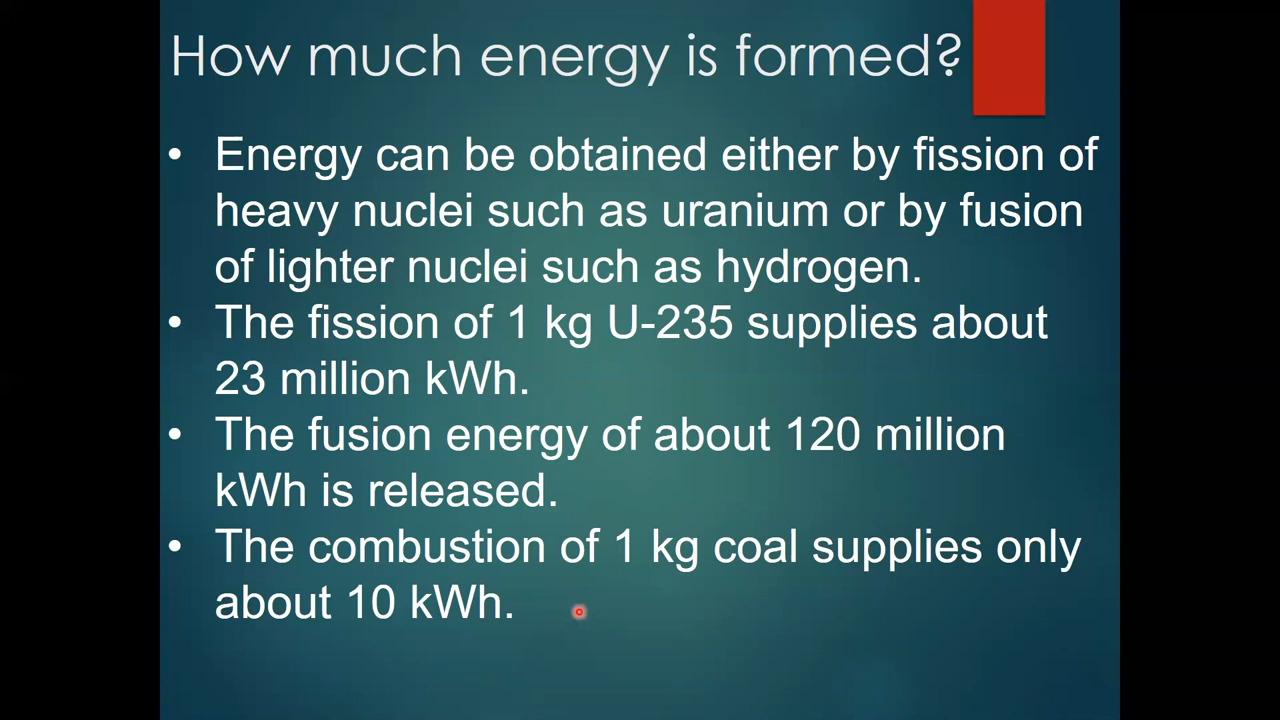 How much energy is formed?
• Energy can be obtained either by fission of
heavy nuclei such as uranium or by fusion
of lighter nuclei such as hydrogen.
• The fission of 1 kg U-235 supplies about
23 million kWh.
• The fusion energy of about 120 million
kWh is released.
• The combustion of 1 kg coal supplies only
about 10 kWh.